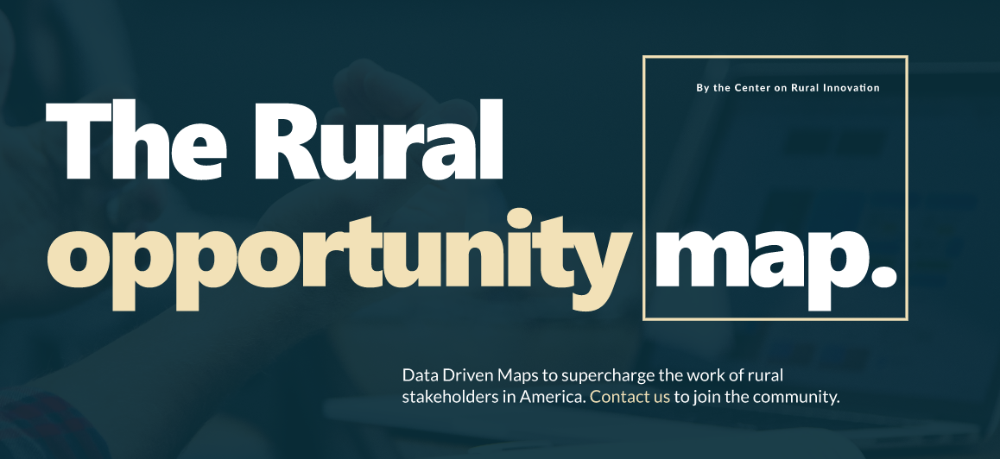 By the Center on Rural Innovation
The Rural
opportunity map.
Data Driven Maps to supercharge the work of rural
stakeholders in America. Contact us to join the community.